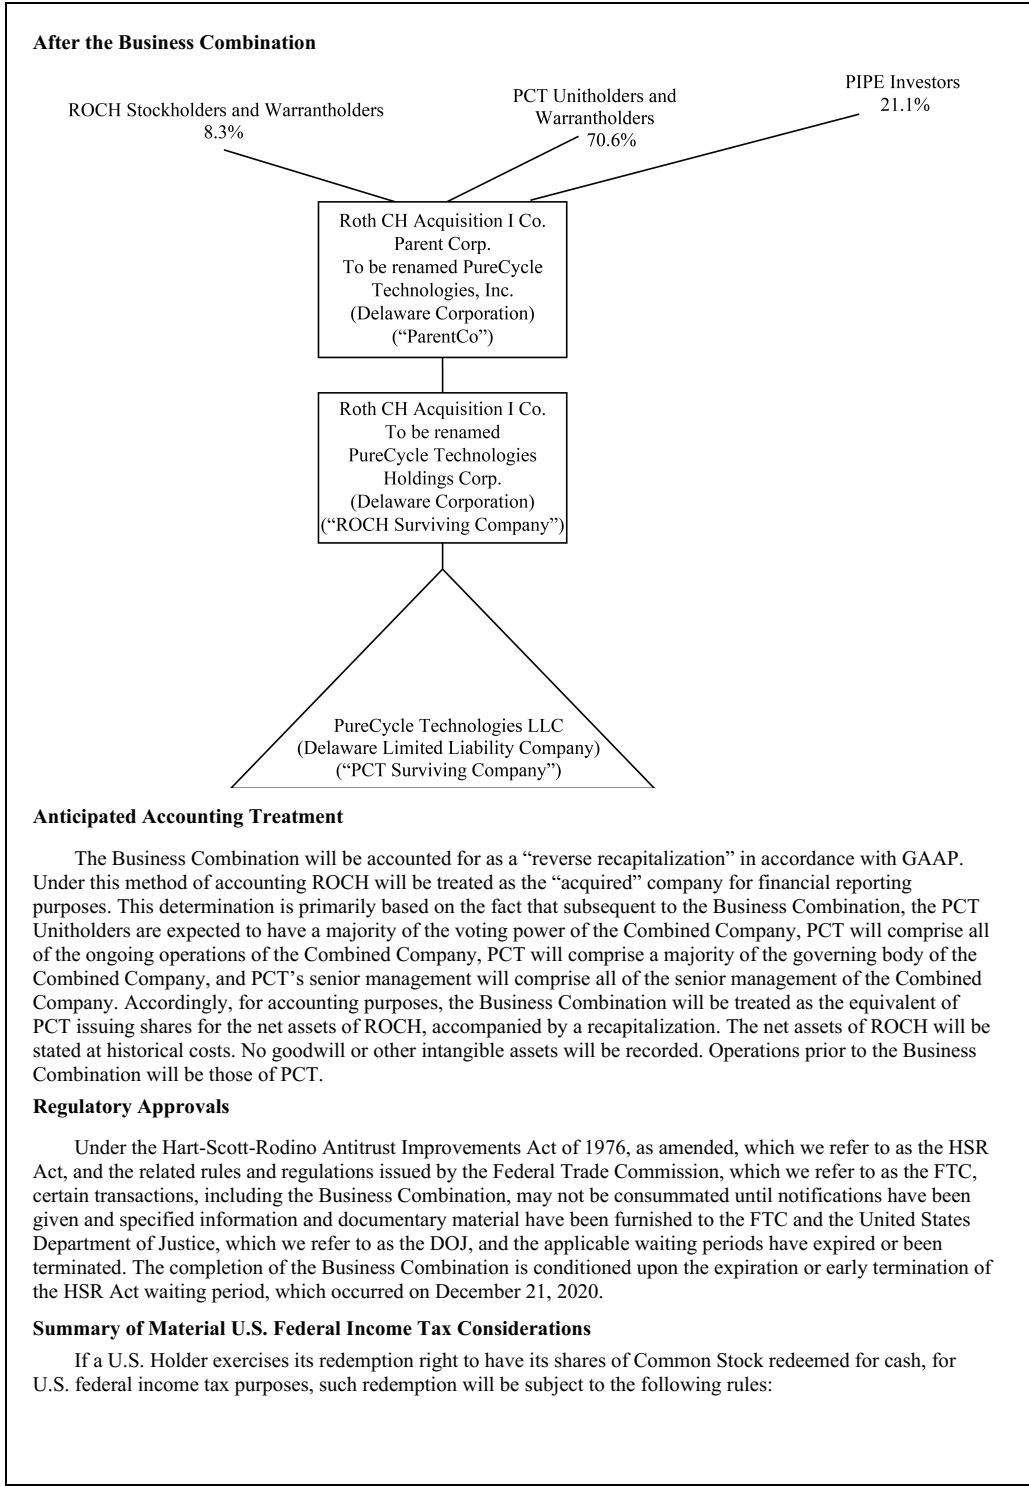 After the Business Combination
ROCH Stockholders and Warrantholders
8.3%
PCT Unitholders and
Warrantholders
70.6%
PIPE Investors
21.1%
Roth CH Acquisition I Co.
Parent Corp.
To be renamed PureCycle
Technologies, Inc.
(Delaware Corporation)
(“ParentCo”)
Roth CH Acquisition I Co.
To be renamed
PureCycle Technologies
Holdings Corp.
(Delaware Corporation)
(“ROCH Surviving Company”)
PureCycle Technologies LLC
(Delaware Limited Liability Company)
(“PCT Surviving Company”)
Anticipated Accounting Treatment
The Business Combination will be accounted for as a “reverse recapitalization” in accordance with GAAP.
Under this method of accounting ROCH will be treated as the “acquired” company for financial reporting
purposes. This determination is primarily based on the fact that subsequent to the Business Combination, the PCT
Unitholders are expected to have a majority of the voting power of the Combined Company, PCT will comprise all
of the ongoing operations of the Combined Company, PCT will comprise a majority of the governing body of the
Combined Company, and PCT’s senior management will comprise all of the senior management of the Combined
Company. Accordingly, for accounting purposes, the Business Combination will be treated as the equivalent of
PCT issuing shares for the net assets of ROCH, accompanied by a recapitalization. The net assets of ROCH will be
stated at historical costs. No goodwill or other intangible assets will be recorded. Operations prior to the Business
Combination will be those of PCT.
Regulatory Approvals
Under the Hart-Scott-Rodino Antitrust Improvements Act of 1976, as amended, which we refer to as the HSR
Act, and the related rules and regulations issued by the Federal Trade Commission, which we refer to as the FTC,
certain transactions, including the Business Combination, may not be consummated until notifications have been
given and specified information and documentary material have been furnished to the FTC and the United States
Department of Justice, which we refer to as the DOJ, and the applicable waiting periods have expired or been
terminated. The completion of the Business Combination is conditioned upon the expiration or early termination of
the HSR Act waiting period, which occurred on December 21, 2020.
Summary of Material U.S. Federal Income Tax Considerations
If a U.S. Holder exercises its redemption right to have its shares of Common Stock redeemed for cash, for
U.S. federal income tax purposes, such redemption will be subject to the following rules: